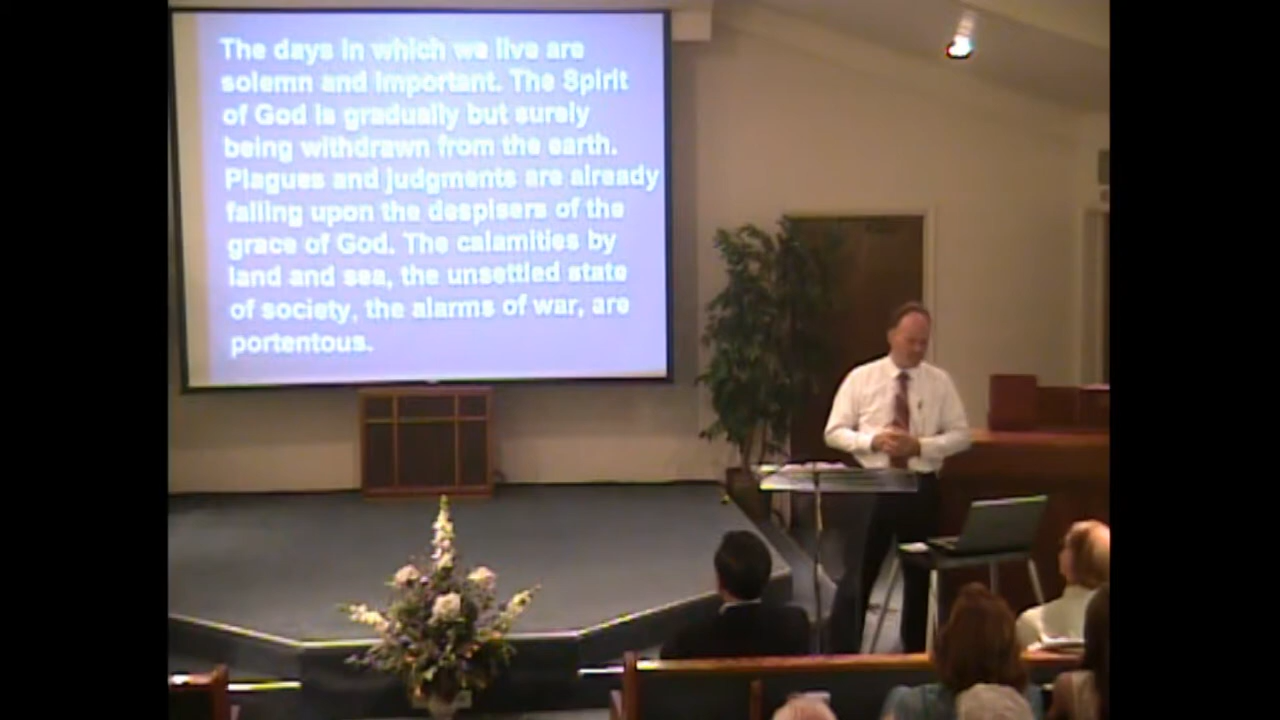 The days in which we live are
solemn and important. The Spirit
of God is gradually but surely
being withdrawn from the earth.
Plagues and judgments are already
falling upon the despisers of the
grace of God. The calamities by
land and sea, the unsettled state
of society, the alarms of war, are
portentous.